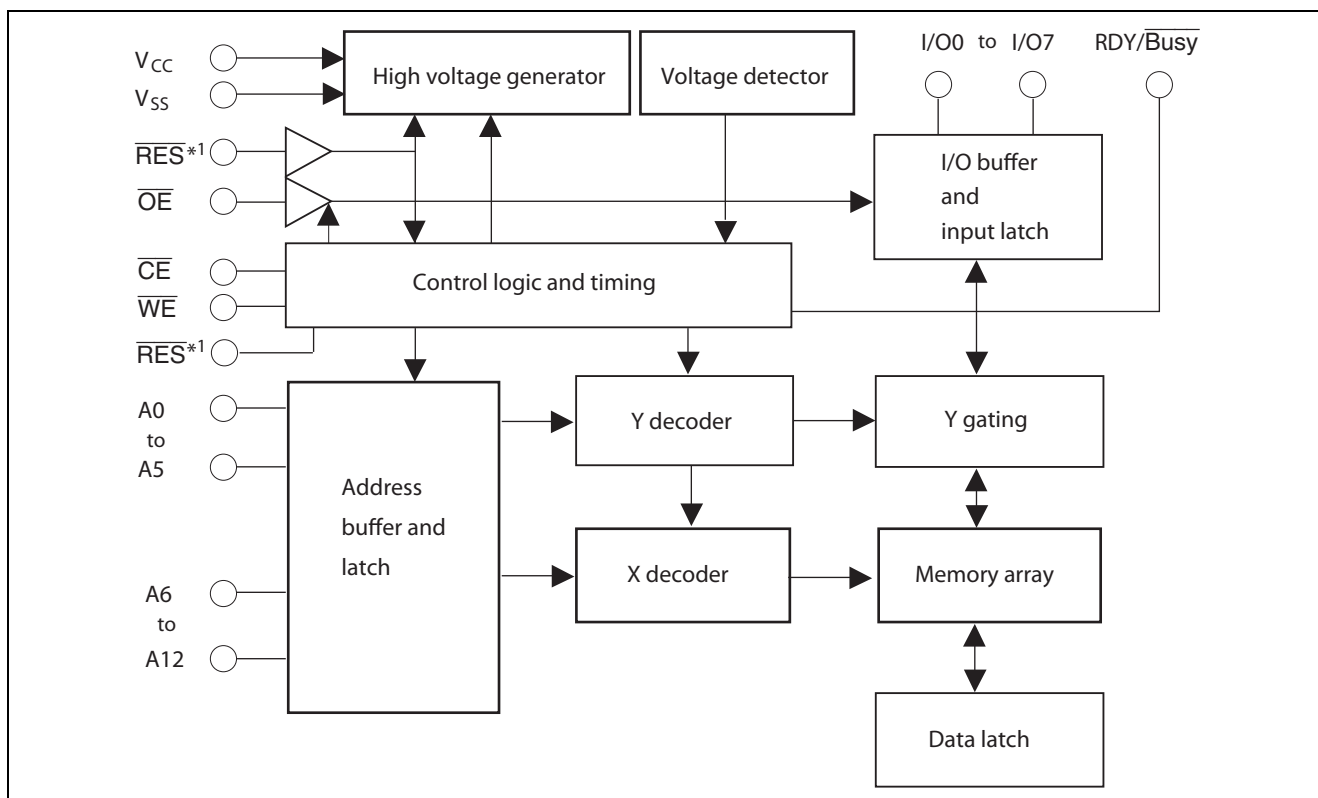 VCC
VSS
RES*1
OE
CE
WE
RES*1
A0
to
A5
A6
to
A12
High voltage generator
Voltage detector
I/O0 to I/O7
RDY/Busy
I/O buffer
and
input latch
Control logic and timing
Address
buffer and
latch
Y decoder
Y gating
X decoder
Memory array
Data latch